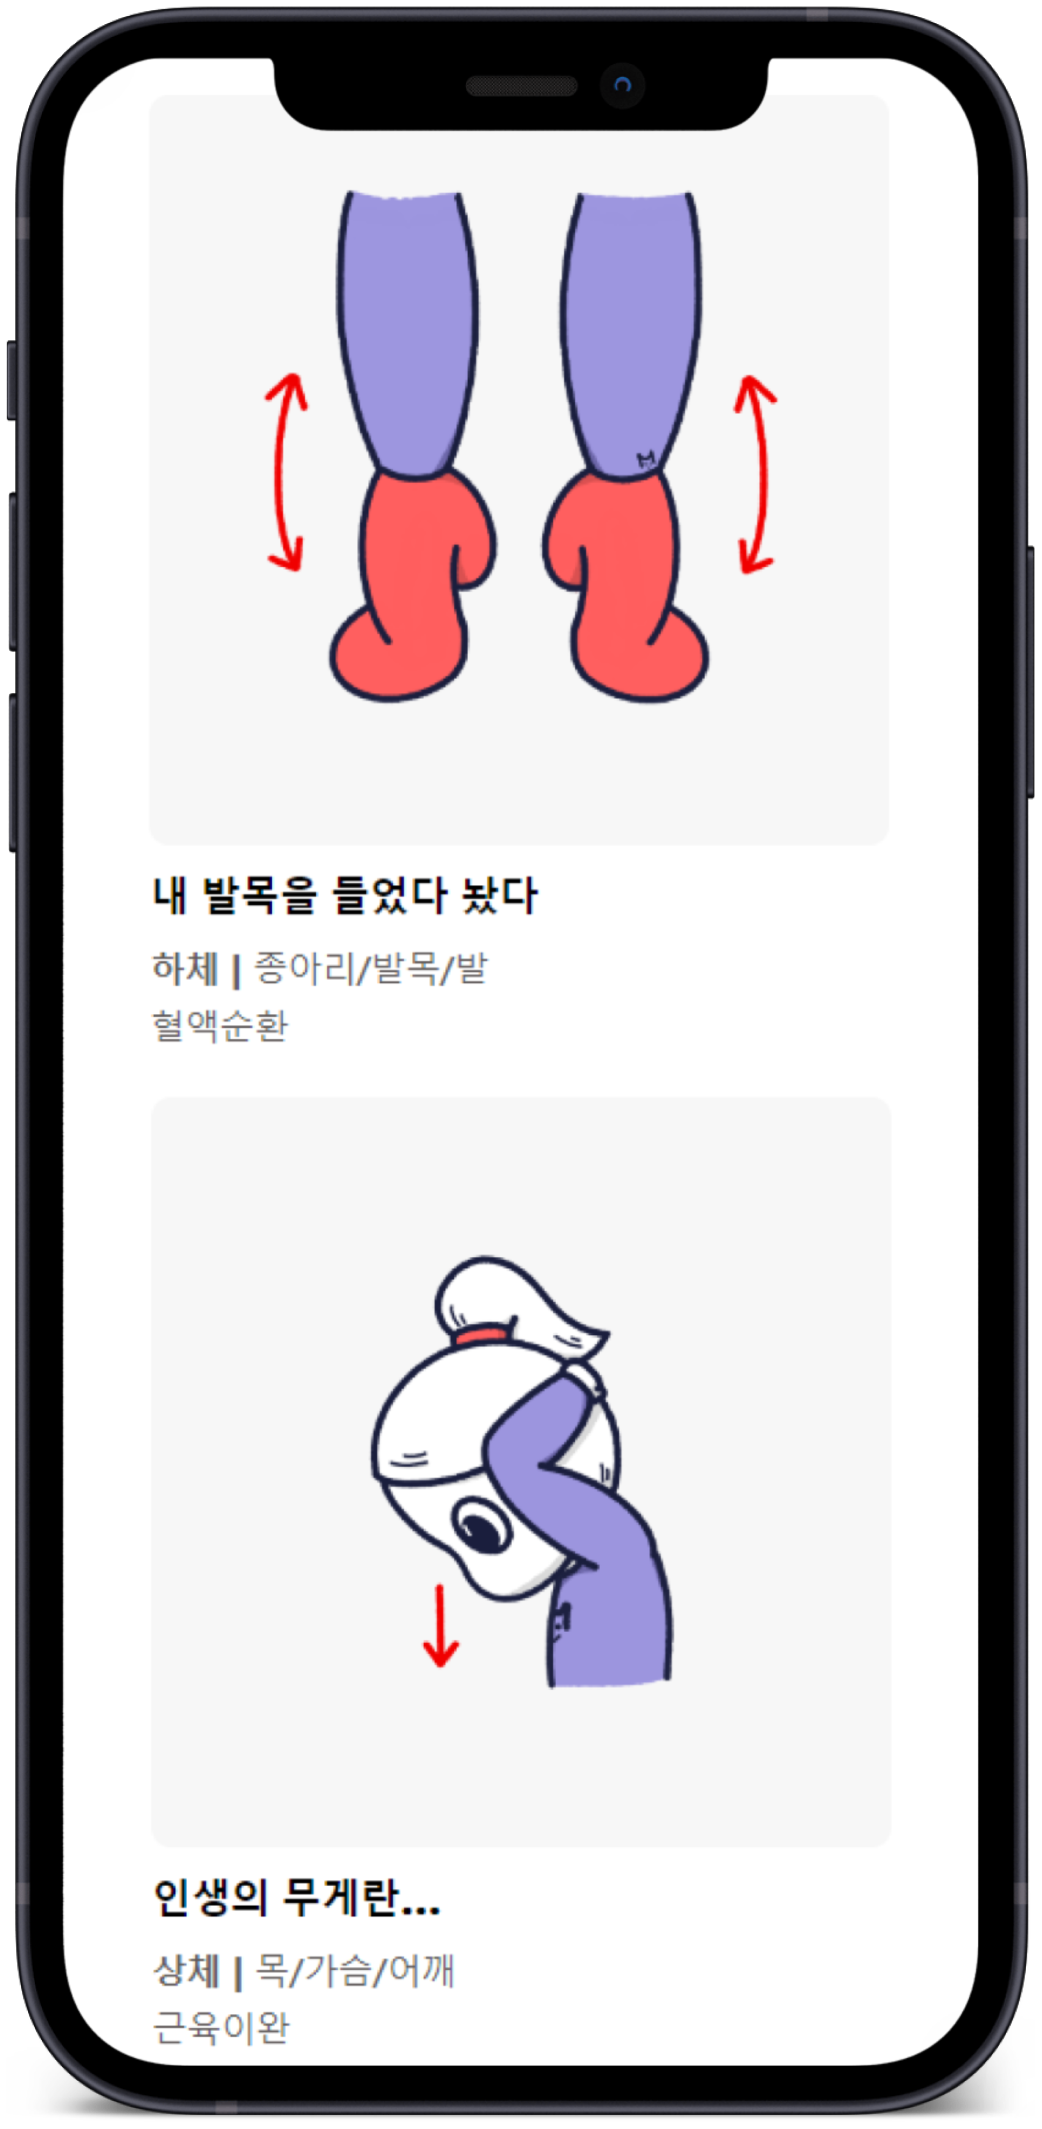 내 발목을 들었다 놨다
하체 | 종아리/발목/발
혈액순환
인생의 무게란...
상체 | 목/가슴/어깨
근육이완